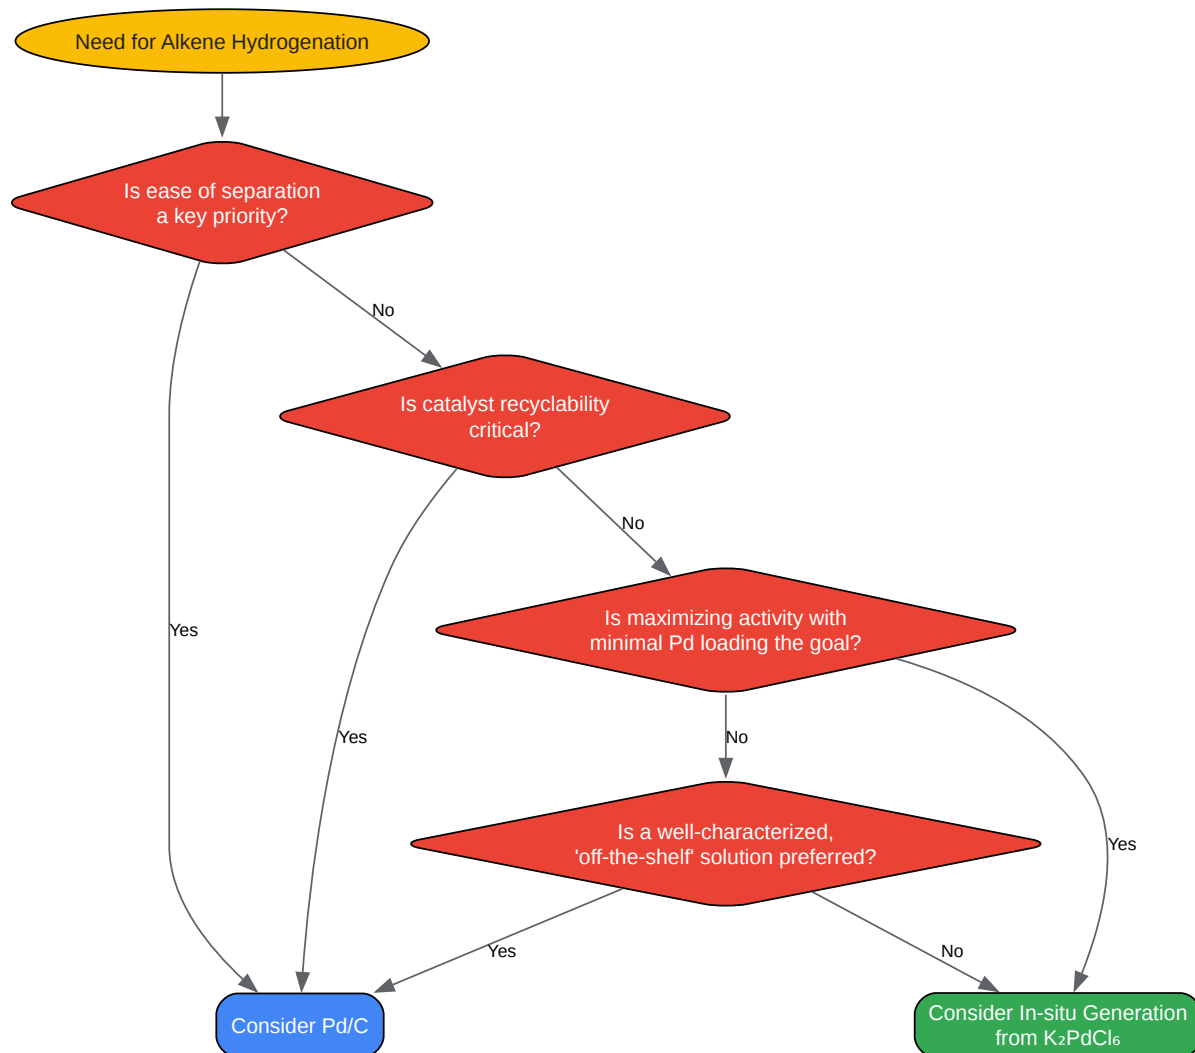 Need for Alkene Hydrogenation
Is ease of separation
a key priority?
No
Is catalyst recyclability
critical?
No
Is maximizing activity with
minimal Pd loading the goal?
Yes
Yes
No
Is a well-characterized,
'off-the-shelf' solution preferred?
Yes
Yes
No
Consider Pd/C
Consider In-situ Generation
from K₂PdCl₆